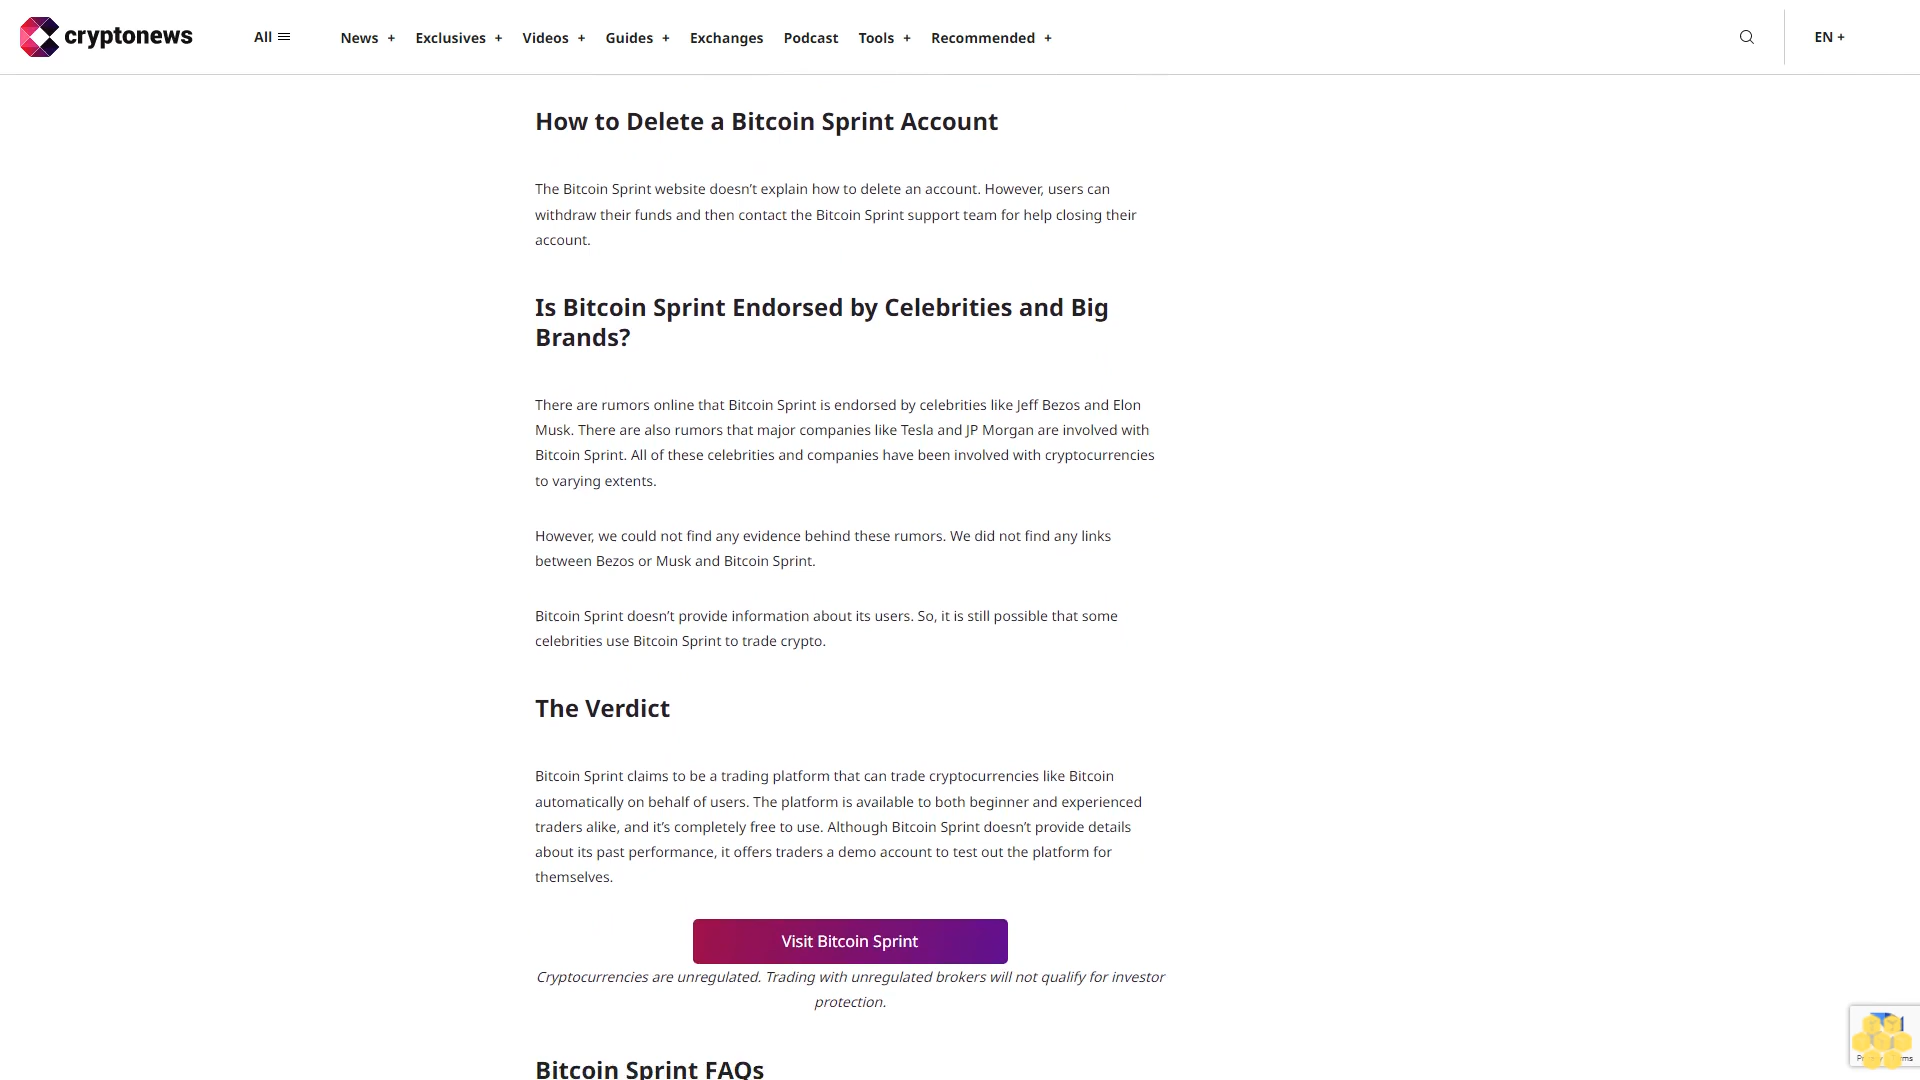 cryptonews
All
News +
Exclusives +
Videos +
Guides +
Exchanges
Podcast
Tools +
Recommended +
EN +
How to Delete a Bitcoin Sprint Account
The Bitcoin Sprint website doesn’t explain how to delete an account. However, users can
withdraw their funds and then contact the Bitcoin Sprint support team for help closing their
account.
Is Bitcoin Sprint Endorsed by Celebrities and Big
Brands?
There are rumors online that Bitcoin Sprint is endorsed by celebrities like Jeff Bezos and Elon
Musk. There are also rumors that major companies like Tesla and JP Morgan are involved with
Bitcoin Sprint. All of these celebrities and companies have been involved with cryptocurrencies
to varying extents.
However, we could not find any evidence behind these rumors. We did not find any links
between Bezos or Musk and Bitcoin Sprint.
Bitcoin Sprint doesn’t provide information about its users. So, it is still possible that some
celebrities use Bitcoin Sprint to trade crypto.
The Verdict
Bitcoin Sprint claims to be a trading platform that can trade cryptocurrencies like Bitcoin
automatically on behalf of users. The platform is available to both beginner and experienced
traders alike, and it’s completely free to use. Although Bitcoin Sprint doesn’t provide details
about its past performance, it offers traders a demo account to test out the platform for
themselves.
Visit Bitcoin Sprint
Cryptocurrencies are unregulated. Trading with unregulated brokers will not qualify for investor
protection.
Bitcoin Sprint FAQs